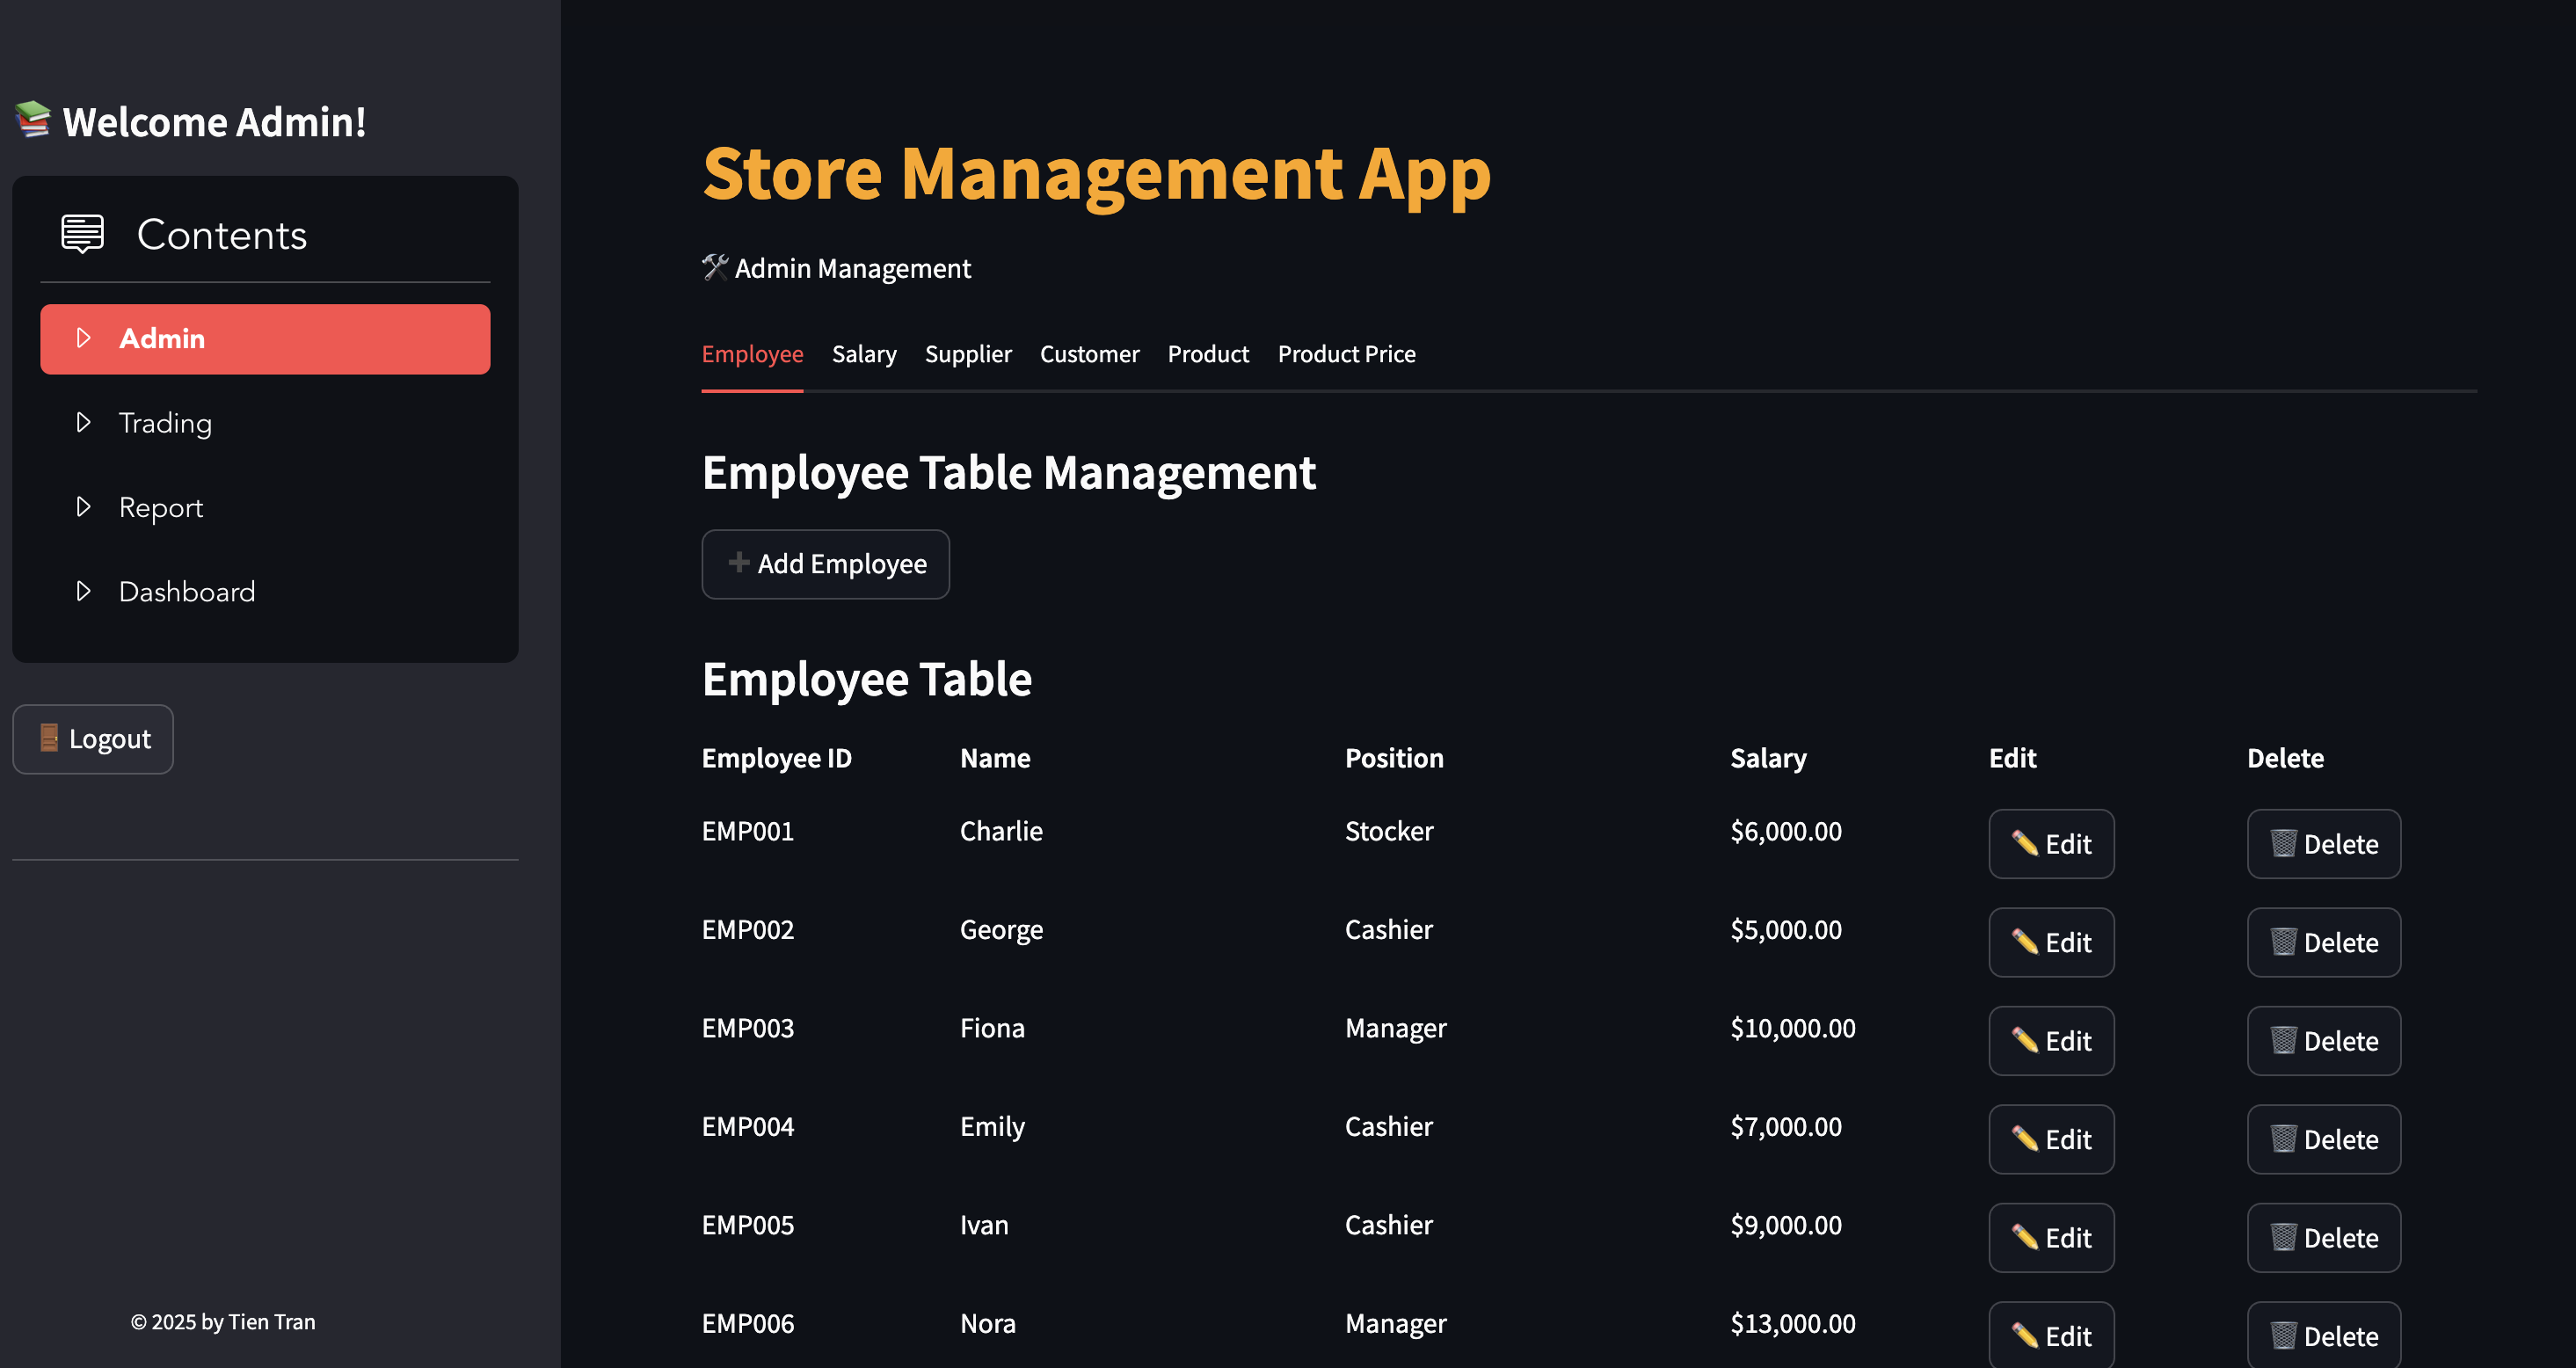 Welcome Admin!
Contents
Admin
Trading
Report
Dashboard
Logout
© 2025 by Tien Tran
Store Management App
Admin Management
Employee Salary Supplier Customer Product Product Price
Employee Table Management
Add Employee
Employee Table
Employee ID Name Position Salary Edit Delete
EMP001 Charlie Stocker $6,000.00 Edit Delete
EMP002 George Cashier $5,000.00 Edit Delete
EMP003 Fiona Manager $10,000.00 Edit Delete
EMP004 Emily Cashier $7,000.00 Edit Delete
EMP005 Ivan Cashier $9,000.00 Edit Delete
EMP006 Nora Manager $13,000.00 Edit Delete